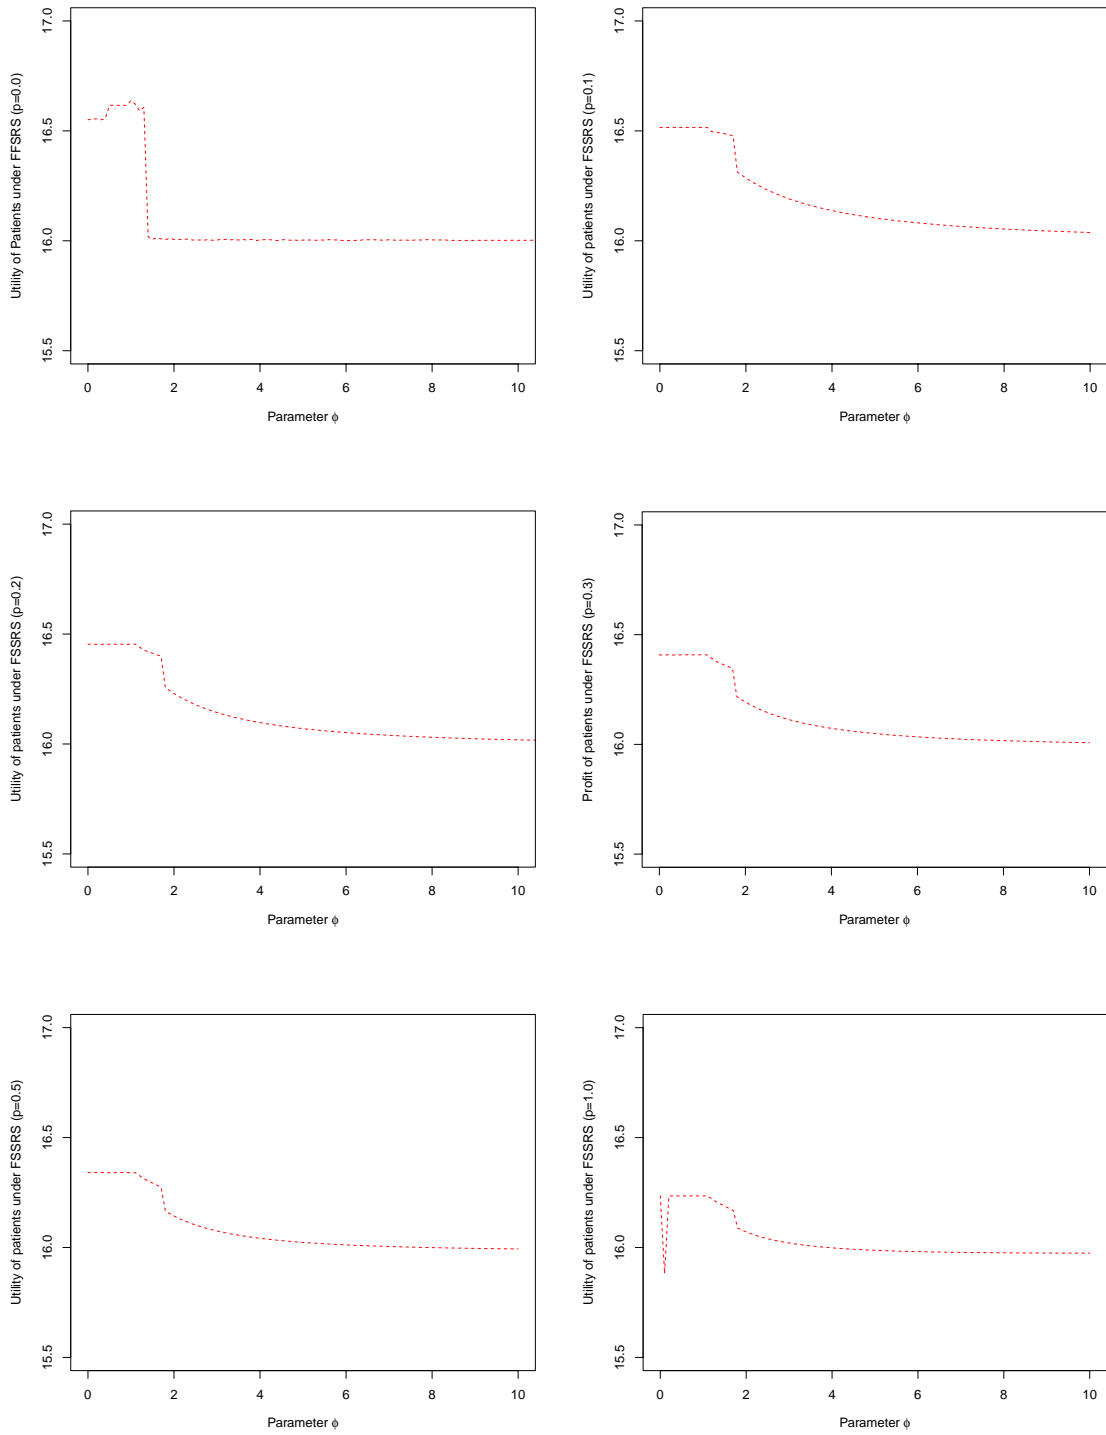 Utility of Patients under FFSRS (p=0.0)
17.0
16.5
16.0
15.5
0 2 4 6 8 10
Parameter ϕ
Utility of patients under FSSRS (p=0.1)
17.0
16.5
16.0
15.5
0 2 4 6 8 10
Parameter ϕ
Utility of patients under FSSRS (p=0.2)
17.0
16.5
16.0
15.5
0 2 4 6 8 10
Parameter ϕ
Profit of patients under FSSRS (p=0.3)
17.0
16.5
16.0
15.5
0 2 4 6 8 10
Parameter ϕ
Utility of patients under FSSRS (p=0.5)
17.0
16.5
16.0
15.5
0 2 4 6 8 10
Parameter ϕ
Utility of patients under FSSRS (p=1.0)
17.0
16.5
16.0
15.5
0 2 4 6 8 10
Parameter ϕ